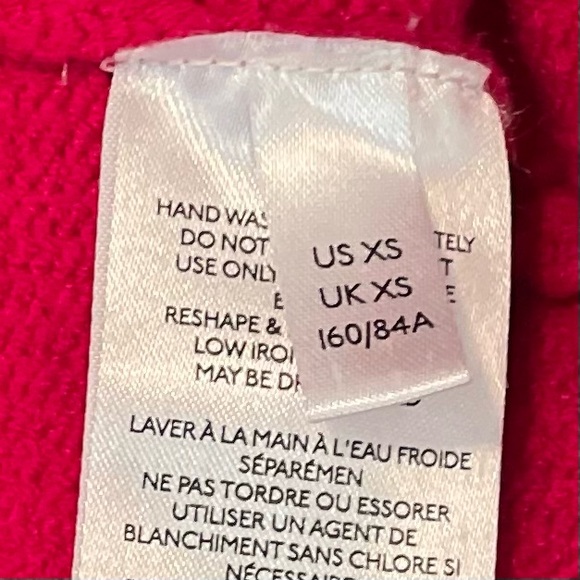 US XS
UK XS
160/84A
HAND WAS
TELY
DO NOT
T
USE ONLY
E
E
RESHAPE &
LOW IRO
MAY BE D
LAVER À LA MAIN À L'EAU FROIDE
SÉPARÉMEN
NE PAS TORDRE OU ESSORER
UTILISER UN AGENT DE
BLANCHIMENT SANS CHLORE SI
NÉCESSAIRE